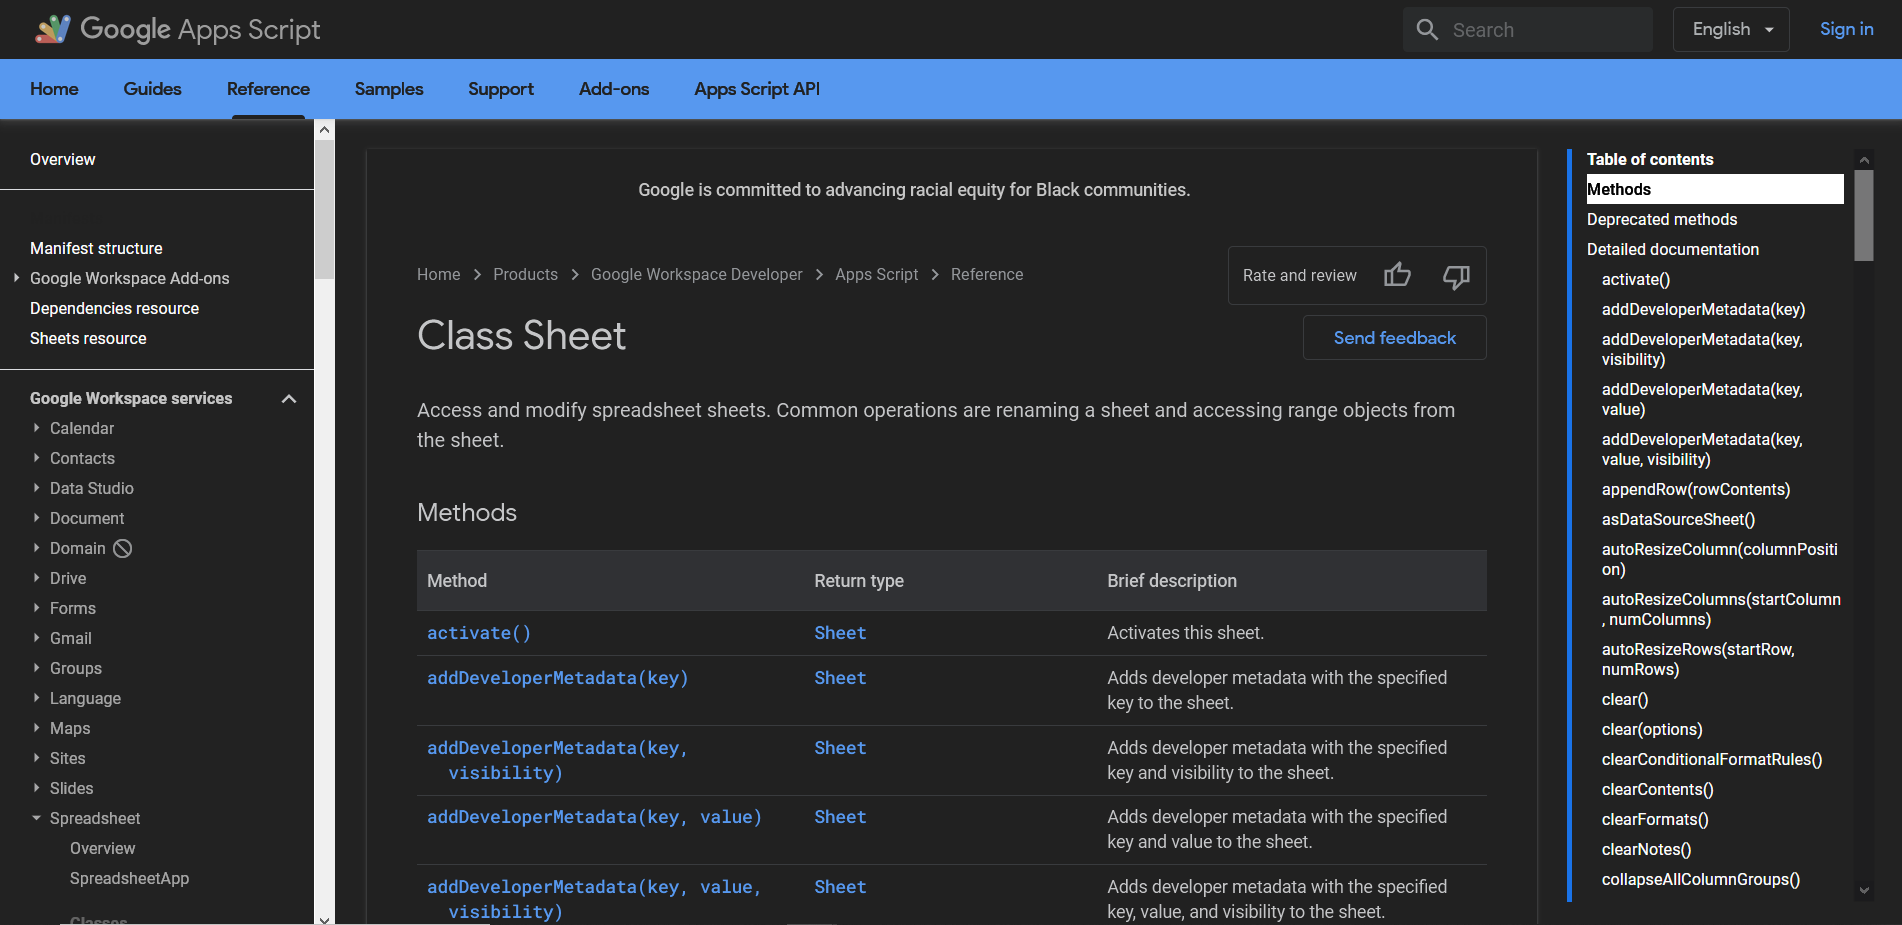 Google Apps Script
Search
English
Sign in
Home
Guides
Reference
Samples
Support
Add-ons
Apps Script API
Overview
Manifest structure
Google Workspace Add-ons
Dependencies resource
Sheets resource
Google Workspace services
Calendar
Contacts
Data Studio
Document
Domain
Drive
Forms
Gmail
Groups
Language
Maps
Sites
Slides
Spreadsheet
Overview
SpreadsheetApp
Classes
Google is committed to advancing racial equity for Black communities.
Home > Products > Google Workspace Developer > Apps Script > Reference
Rate and review
Class Sheet
Send feedback
Access and modify spreadsheet sheets. Common operations are renaming a sheet and accessing range objects from
the sheet.
Methods
Method Return type Brief description
activate() Sheet Activates this sheet.
addDeveloperMetadata(key) Sheet Adds developer metadata with the specified
key to the sheet.
addDeveloperMetadata(key, Sheet Adds developer metadata with the specified
visibility) key and visibility to the sheet.
addDeveloperMetadata(key, value) Sheet Adds developer metadata with the specified
key and value to the sheet.
addDeveloperMetadata(key, value, Sheet Adds developer metadata with the specified
visibility) key, value, and visibility to the sheet.
Table of contents
Methods
Deprecated methods
Detailed documentation
activate()
addDeveloperMetadata(key)
addDeveloperMetadata(key,
visibility)
addDeveloperMetadata(key,
value)
addDeveloperMetadata(key,
value, visibility)
appendRow(rowContents)
asDataSourceSheet()
autoResizeColumn(columnPositi
on)
autoResizeColumns(startColumn
, numColumns)
autoResizeRows(startRow,
numRows)
clear()
clear(options)
clearConditionalFormatRules()
clearContents()
clearFormats()
clearNotes()
collapseAllColumnGroups()